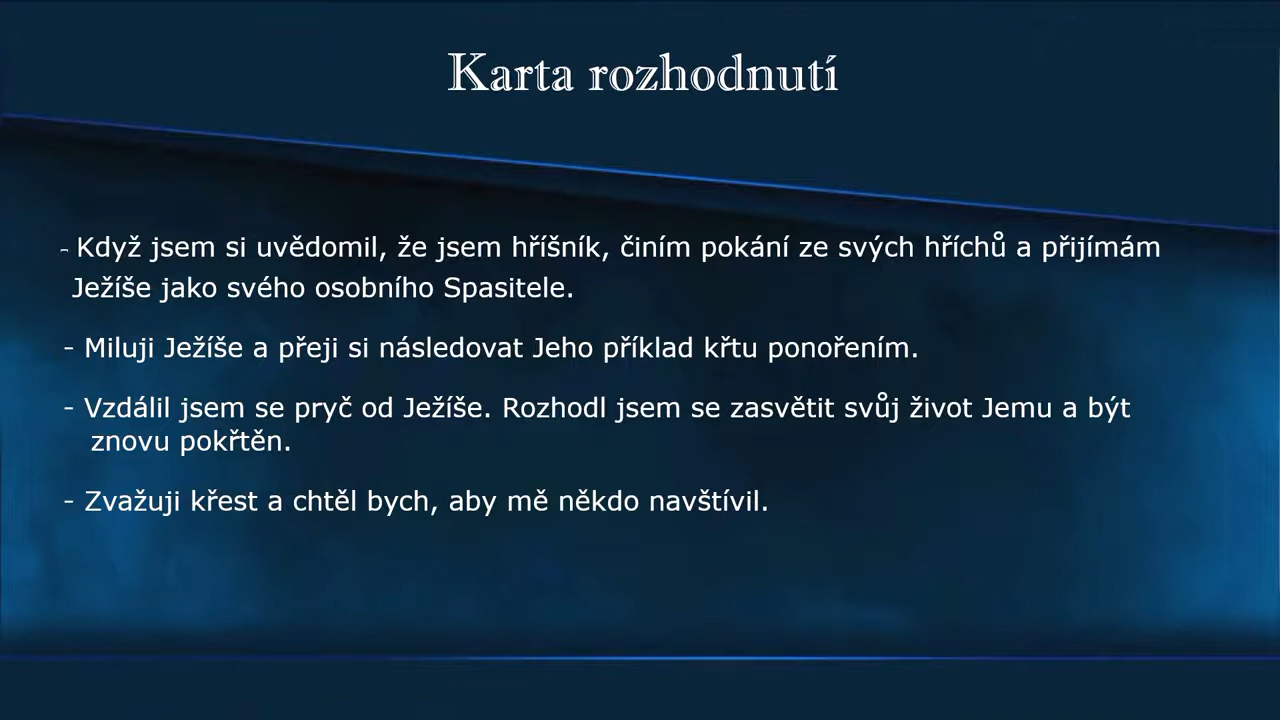 Karta rozhodnutí
- Když jsem si uvědomil, že jsem hříšník, činím pokání ze svých hříchů a přijímám
Ježíše jako svého osobního Spasitele.
- Miluji Ježíše a přeji si následovat Jeho příklad křtu ponořením.
- Vzdálil jsem se pryč od Ježíše. Rozhodl jsem se zasvětit svůj život Jemu a být
znovu pokřtěn.
- Zvažuji křest a chtěl bych, aby mě někdo navštívil.